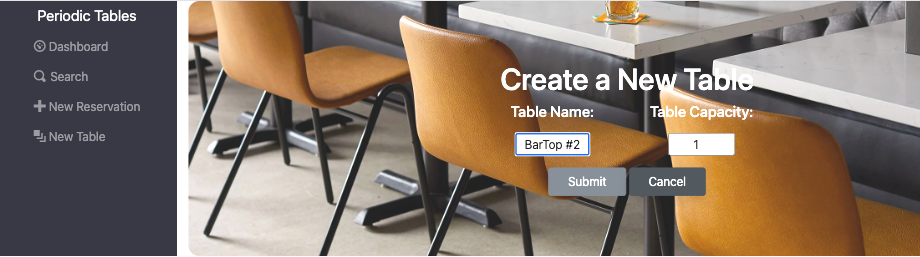 Periodic Tables
Dashboard
Search
New Reservation
New Table
Create a New Table
Table Name: Table Capacity:
BarTop #2 1
Submit Cancel